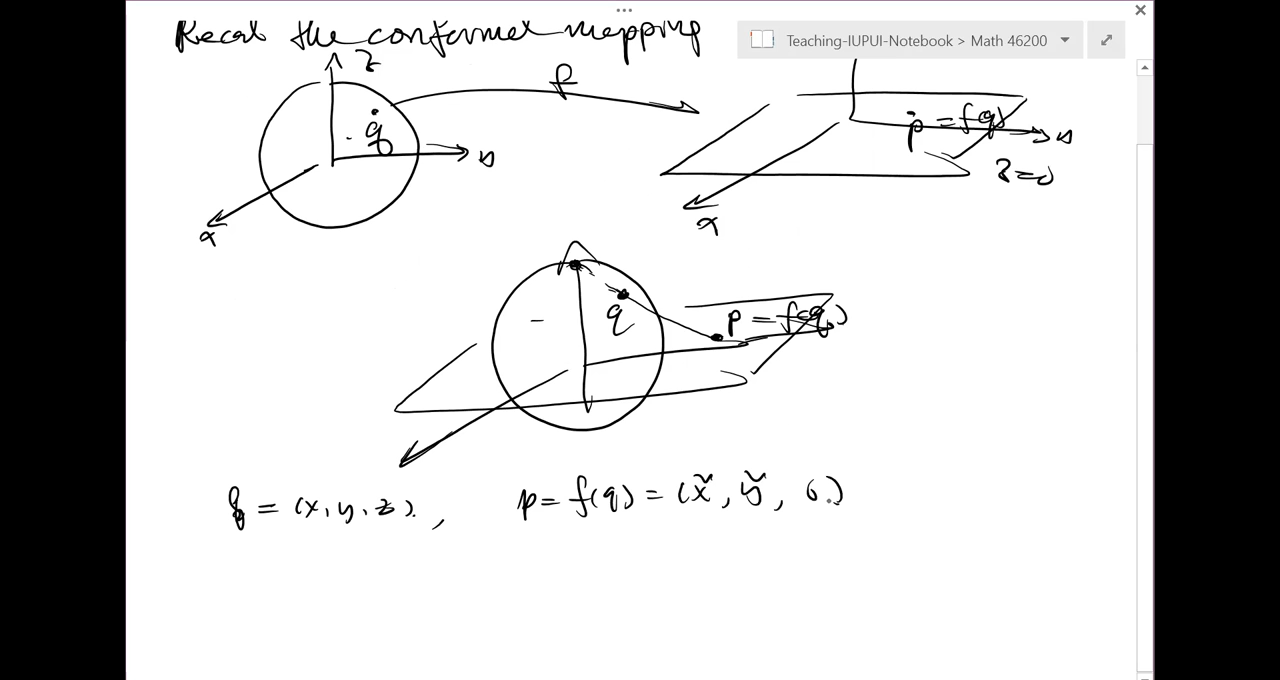 Recall the conformal mapping
Teaching-IUPUI-Notebook > Math 46200
z
f
q
y
x
p = f(q)
y
z=0
x
q
p = f(q)
q = (x, y, z), p = f(q) = (x̃, ỹ, 0)